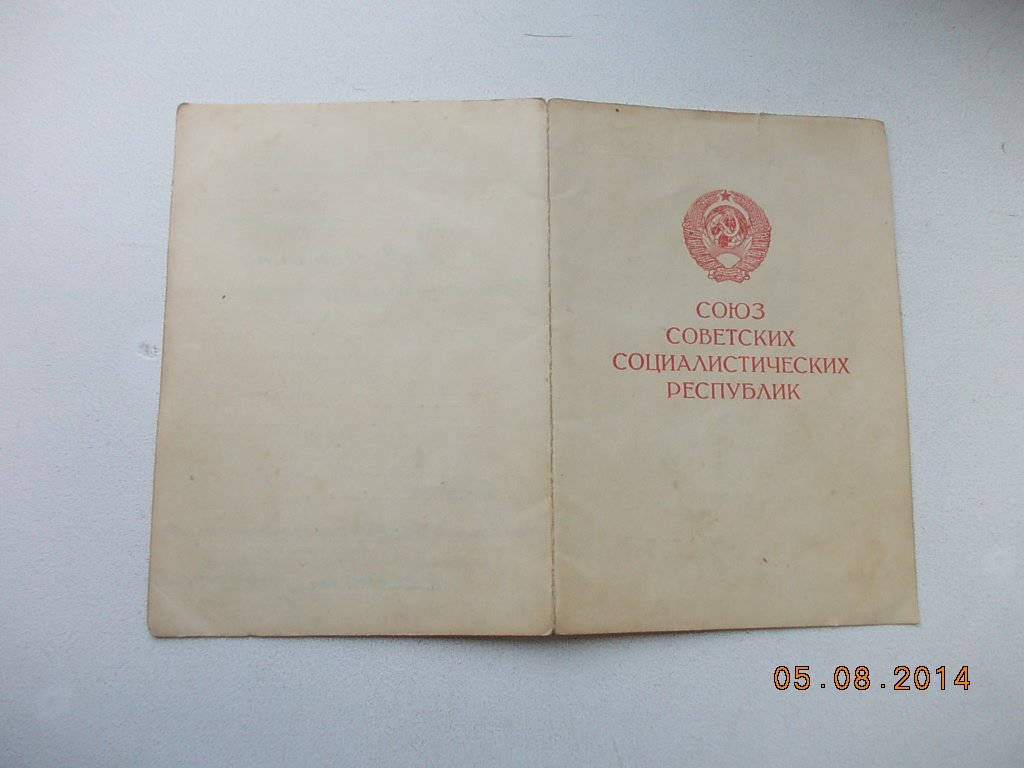 СОЮЗ
СОВЕТСКИХ
СОЦИАЛИСТИЧЕСКИХ
РЕСПУБЛИК
05.08.2014